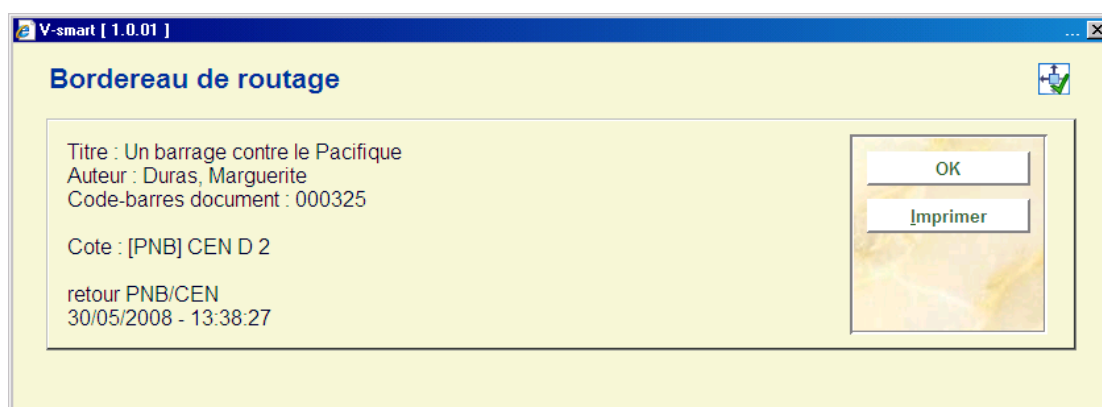 V-smart [ 1.0.01 ]
...
Bordereau de routage
Titre : Un barrage contre le Pacifique
Auteur : Duras, Marguerite
Code-barres document : 000325
Cote : [PNB] CEN D 2
retour PNB/CEN
30/05/2008 - 13:38:27
OK
Imprimer